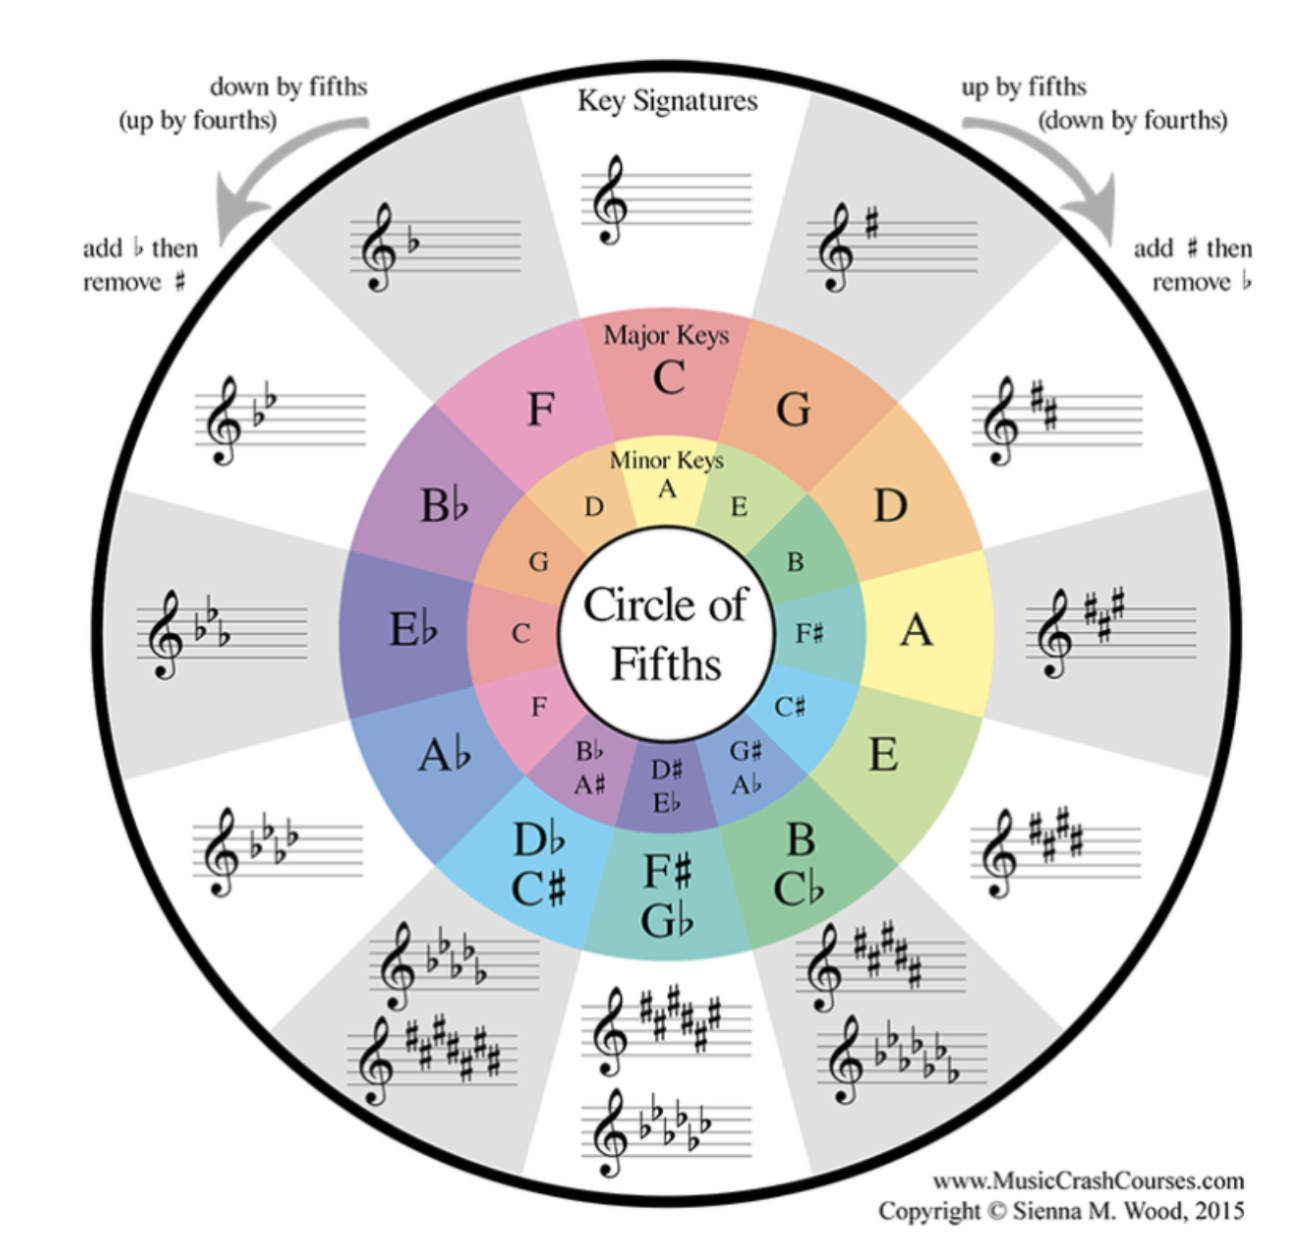 down by fifths
(up by fourths)
add ♭ then
remove ♯
up by fifths
(down by fourths)
add ♯ then
remove ♭
Key Signatures
Major Keys
C
G
D
A
E
B
C♭
F♯
G♭
D♭
C♯
A♭
E♭
B♭
F
Minor Keys
A
E
B
F♯
C♯
G♯
A♭
D♯
E♭
B♭
A♯
F
C
G
D
Circle of
Fifths
www.MusicCrashCourses.com
Copyright © Sienna M. Wood, 2015